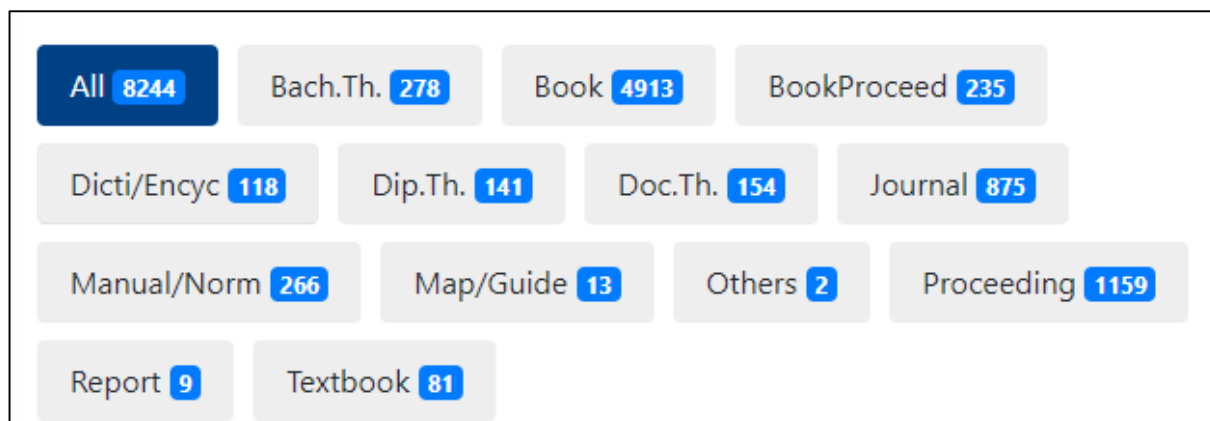 All 8244 Bach.Th. 278 Book 4913 BookProceed 235
Dicti/Encyc 118 Dip.Th. 141 Doc.Th. 154 Journal 875
Manual/Norm 266 Map/Guide 13 Others 2 Proceeding 1159
Report 9 Textbook 81